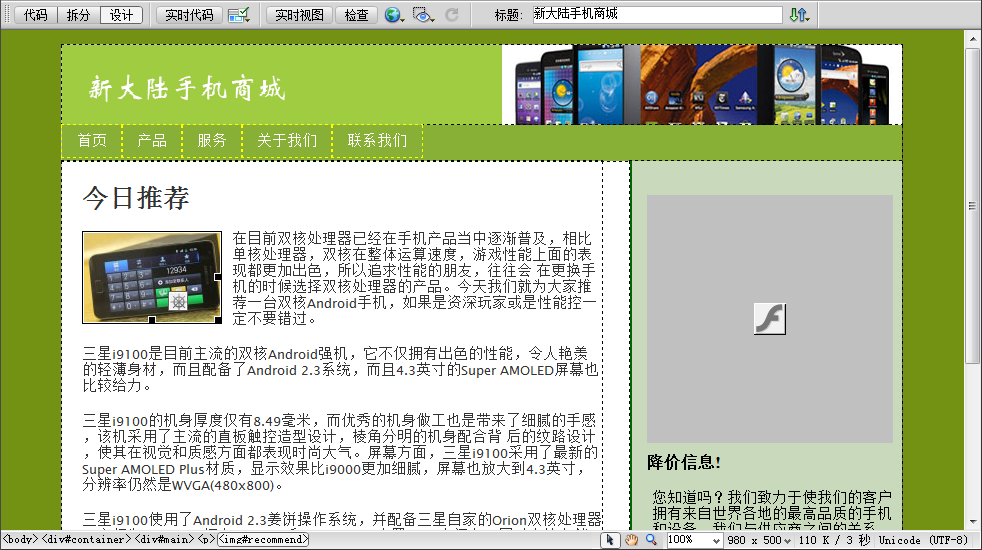 代码 拆分 设计 实时代码 实时视图 检查 标题: 新大陆手机商城
新大陆手机商城
首页 产品 服务 关于我们 联系我们
今日推荐
12934
在目前双核处理器已经在手机产品当中逐渐普及，相比
单核处理器，双核在整体运算速度，游戏性能上面的表
现都更加出色，所以追求性能的朋友，往往会 在更换手
机的时候选择双核处理器的产品。今天我们就为大家推
荐一台双核Android手机，如果是资深玩家或是性能控一
定不要错过。
三星i9100是目前主流的双核Android强机，它不仅拥有出色的性能，令人艳羡
的轻薄身材，而且配备了Android 2.3系统，而且4.3英寸的Super AMOLED屏幕也
比较给力。
三星i9100的机身厚度仅有8.49毫米，而优秀的机身做工也是带来了细腻的手感
，该机采用了主流的直板触控造型设计，棱角分明的机身配合背 后的纹路设计
，使其在视觉和质感方面都表现时尚大气。屏幕方面，三星i9100采用了最新的
Super AMOLED Plus材质，显示效果比i9000更加细腻，屏幕也放大到4.3英寸，
分辨率仍然是WVGA(480x800)。
三星i9100使用了Android 2.3姜饼操作系统，并配备三星自家的Orion双核处理器
降价信息!
您知道吗？我们致力于使我们的客户
拥有来自世界各地的最高品质的手机
和设备。我们与供应商之间的关系
<body> <div#container> <div#main> <p> <img#recommend> 100% 980 x 500 110 K / 3 秒 Unicode (UTF-8)